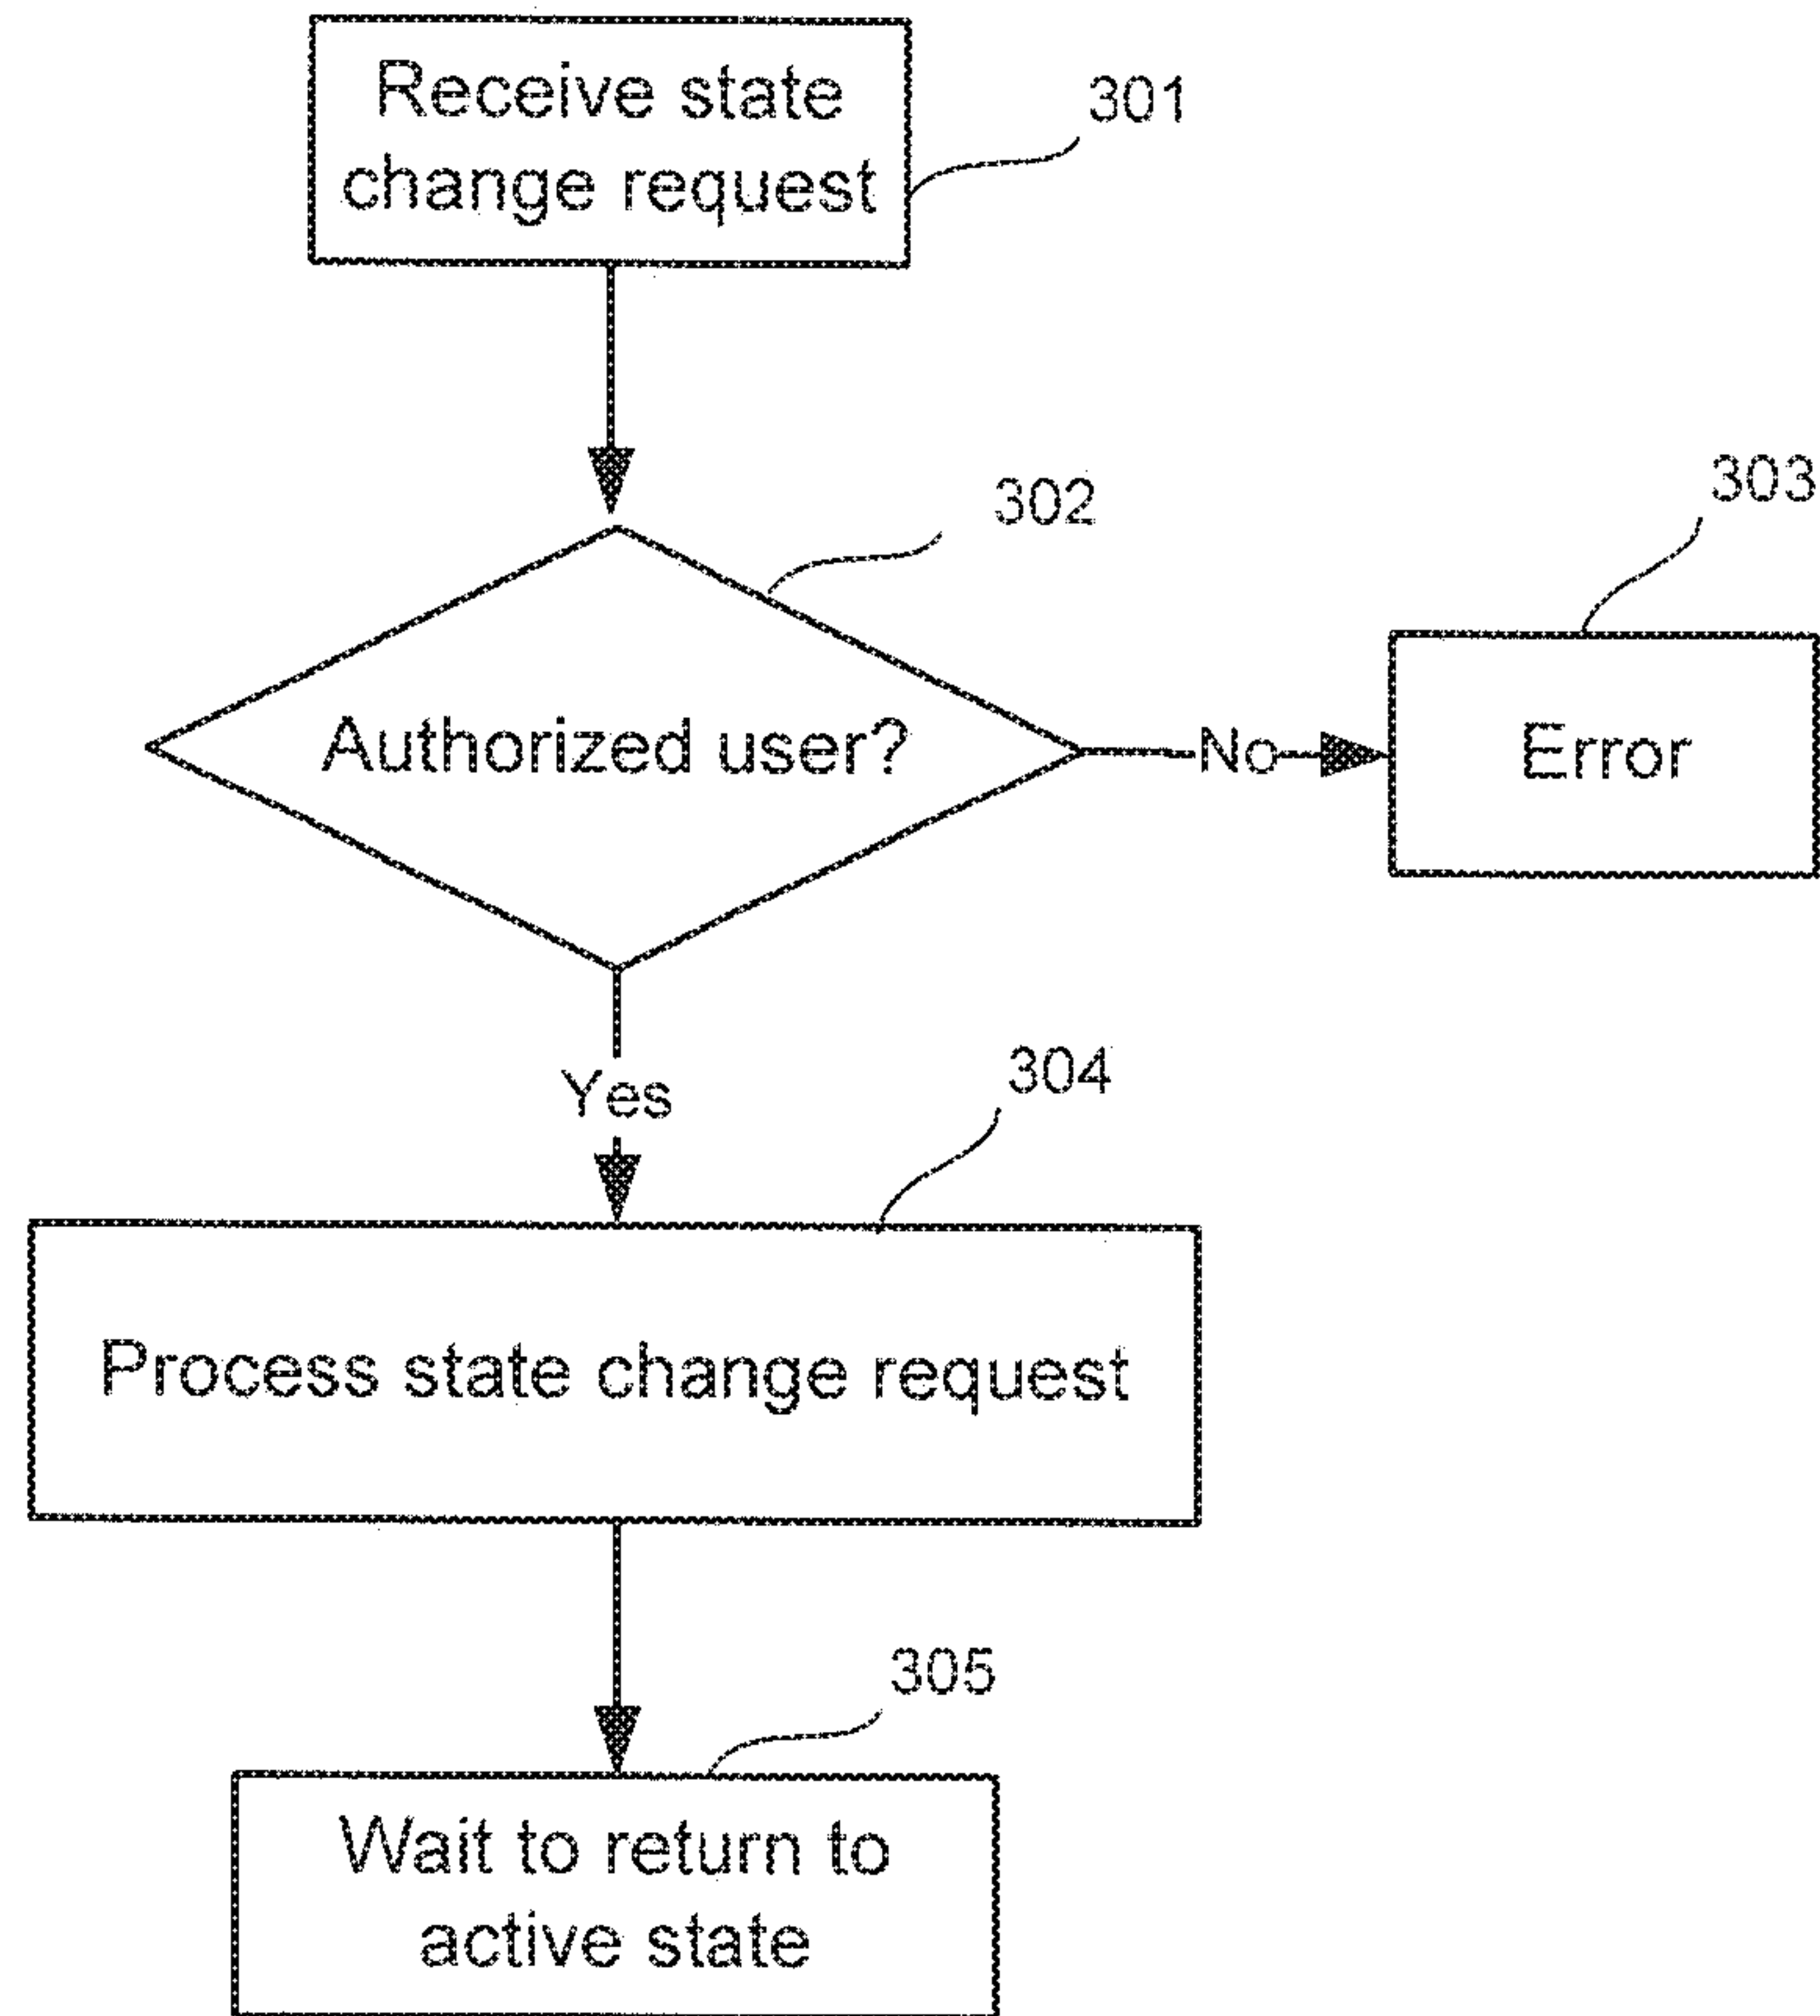 Receive state
change request
301
302
303
Authorized user?
No
Error
Yes
304
Process state change request
305
Wait to return to
active state